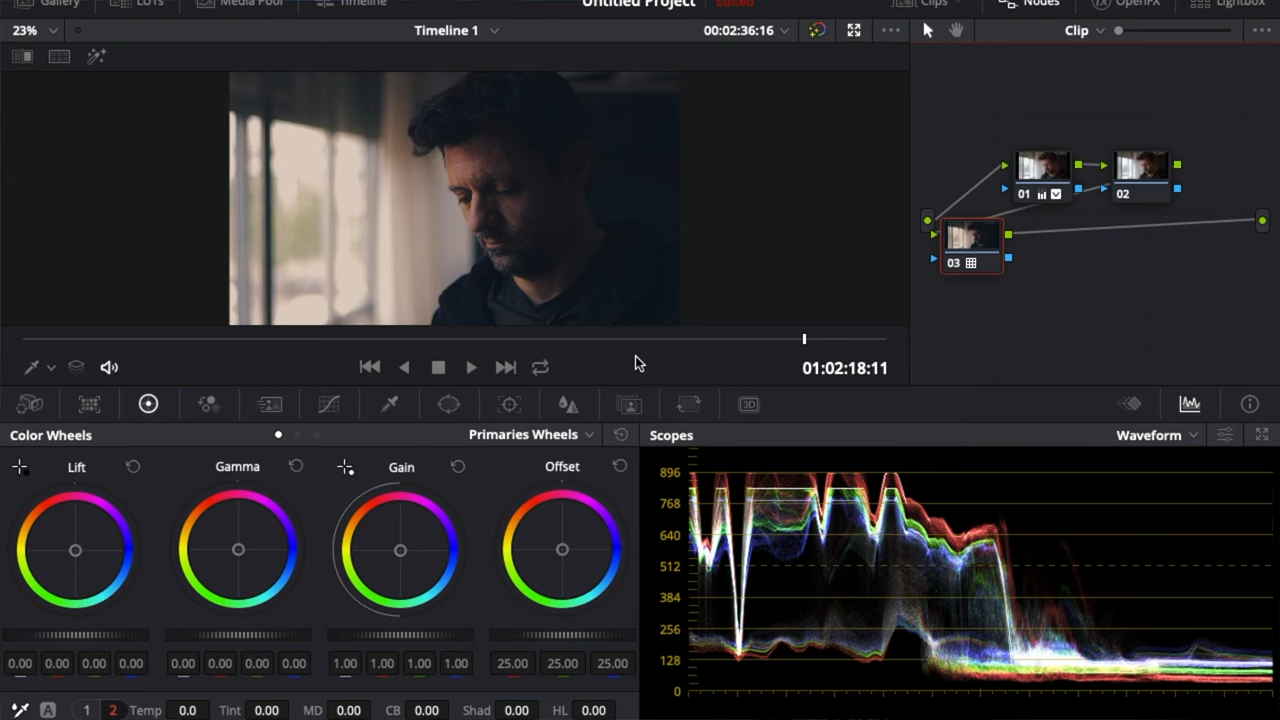 Gallery LUTs Media Pool Timeline Untitled Project Edited Clips Nodes OpenFX Lightbox
23% Timeline 1 00:02:36:16 Clip
01 02
03
01:02:18:11
3D
Color Wheels Primaries Wheels Scopes Waveform
Lift Gamma Gain Offset
896
768
640
512
384
256
128
0
0.00 0.00 0.00 0.00 0.00 0.00 0.00 0.00 1.00 1.00 1.00 1.00 25.00 25.00 25.00
A 1 2 Temp 0.0 Tint 0.00 MD 0.00 CB 0.00 Shad 0.00 HL 0.00